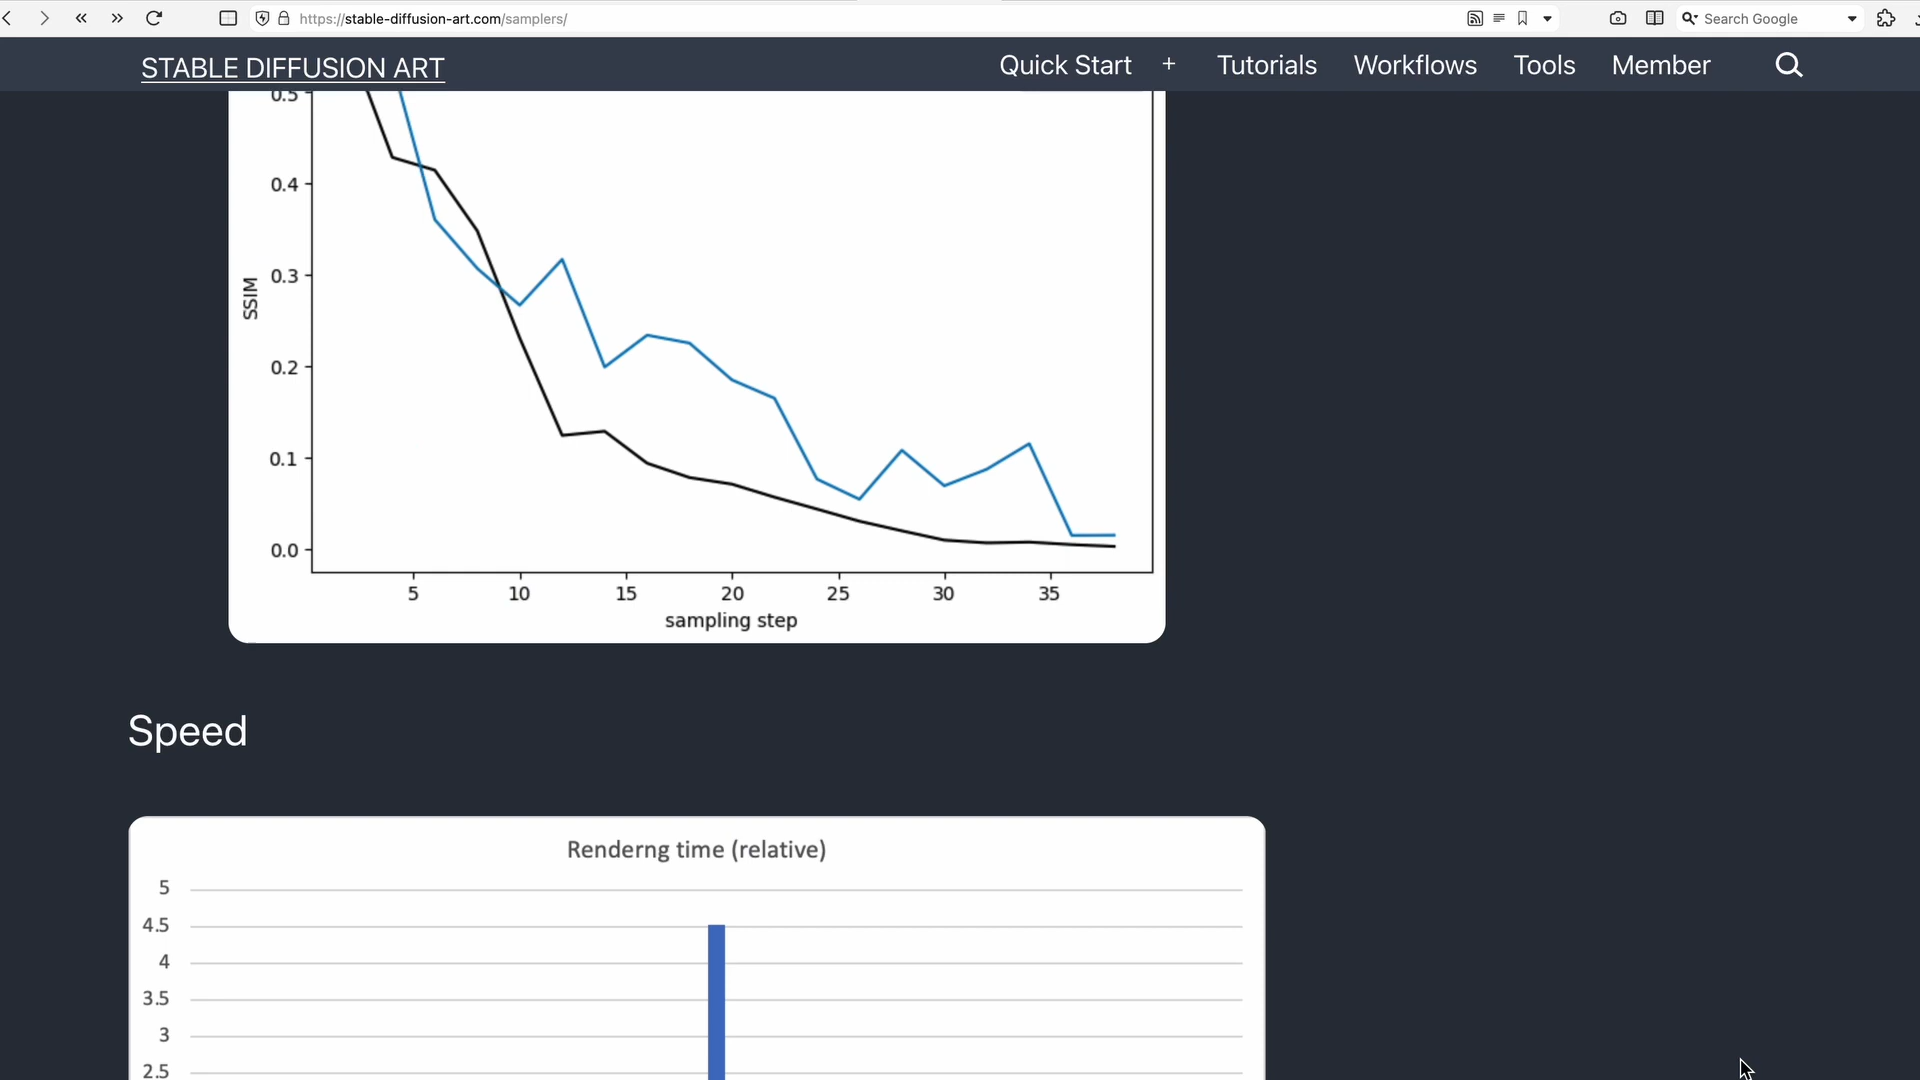 https://stable-diffusion-art.com/samplers/
Search Google
STABLE DIFFUSION ART
Quick Start + Tutorials Workflows Tools Member
0.5
0.4
0.3
0.2
0.1
0.0
SSIM
5 10 15 20 25 30 35
sampling step
Speed
Renderng time (relative)
5
4.5
4
3.5
3
2.5